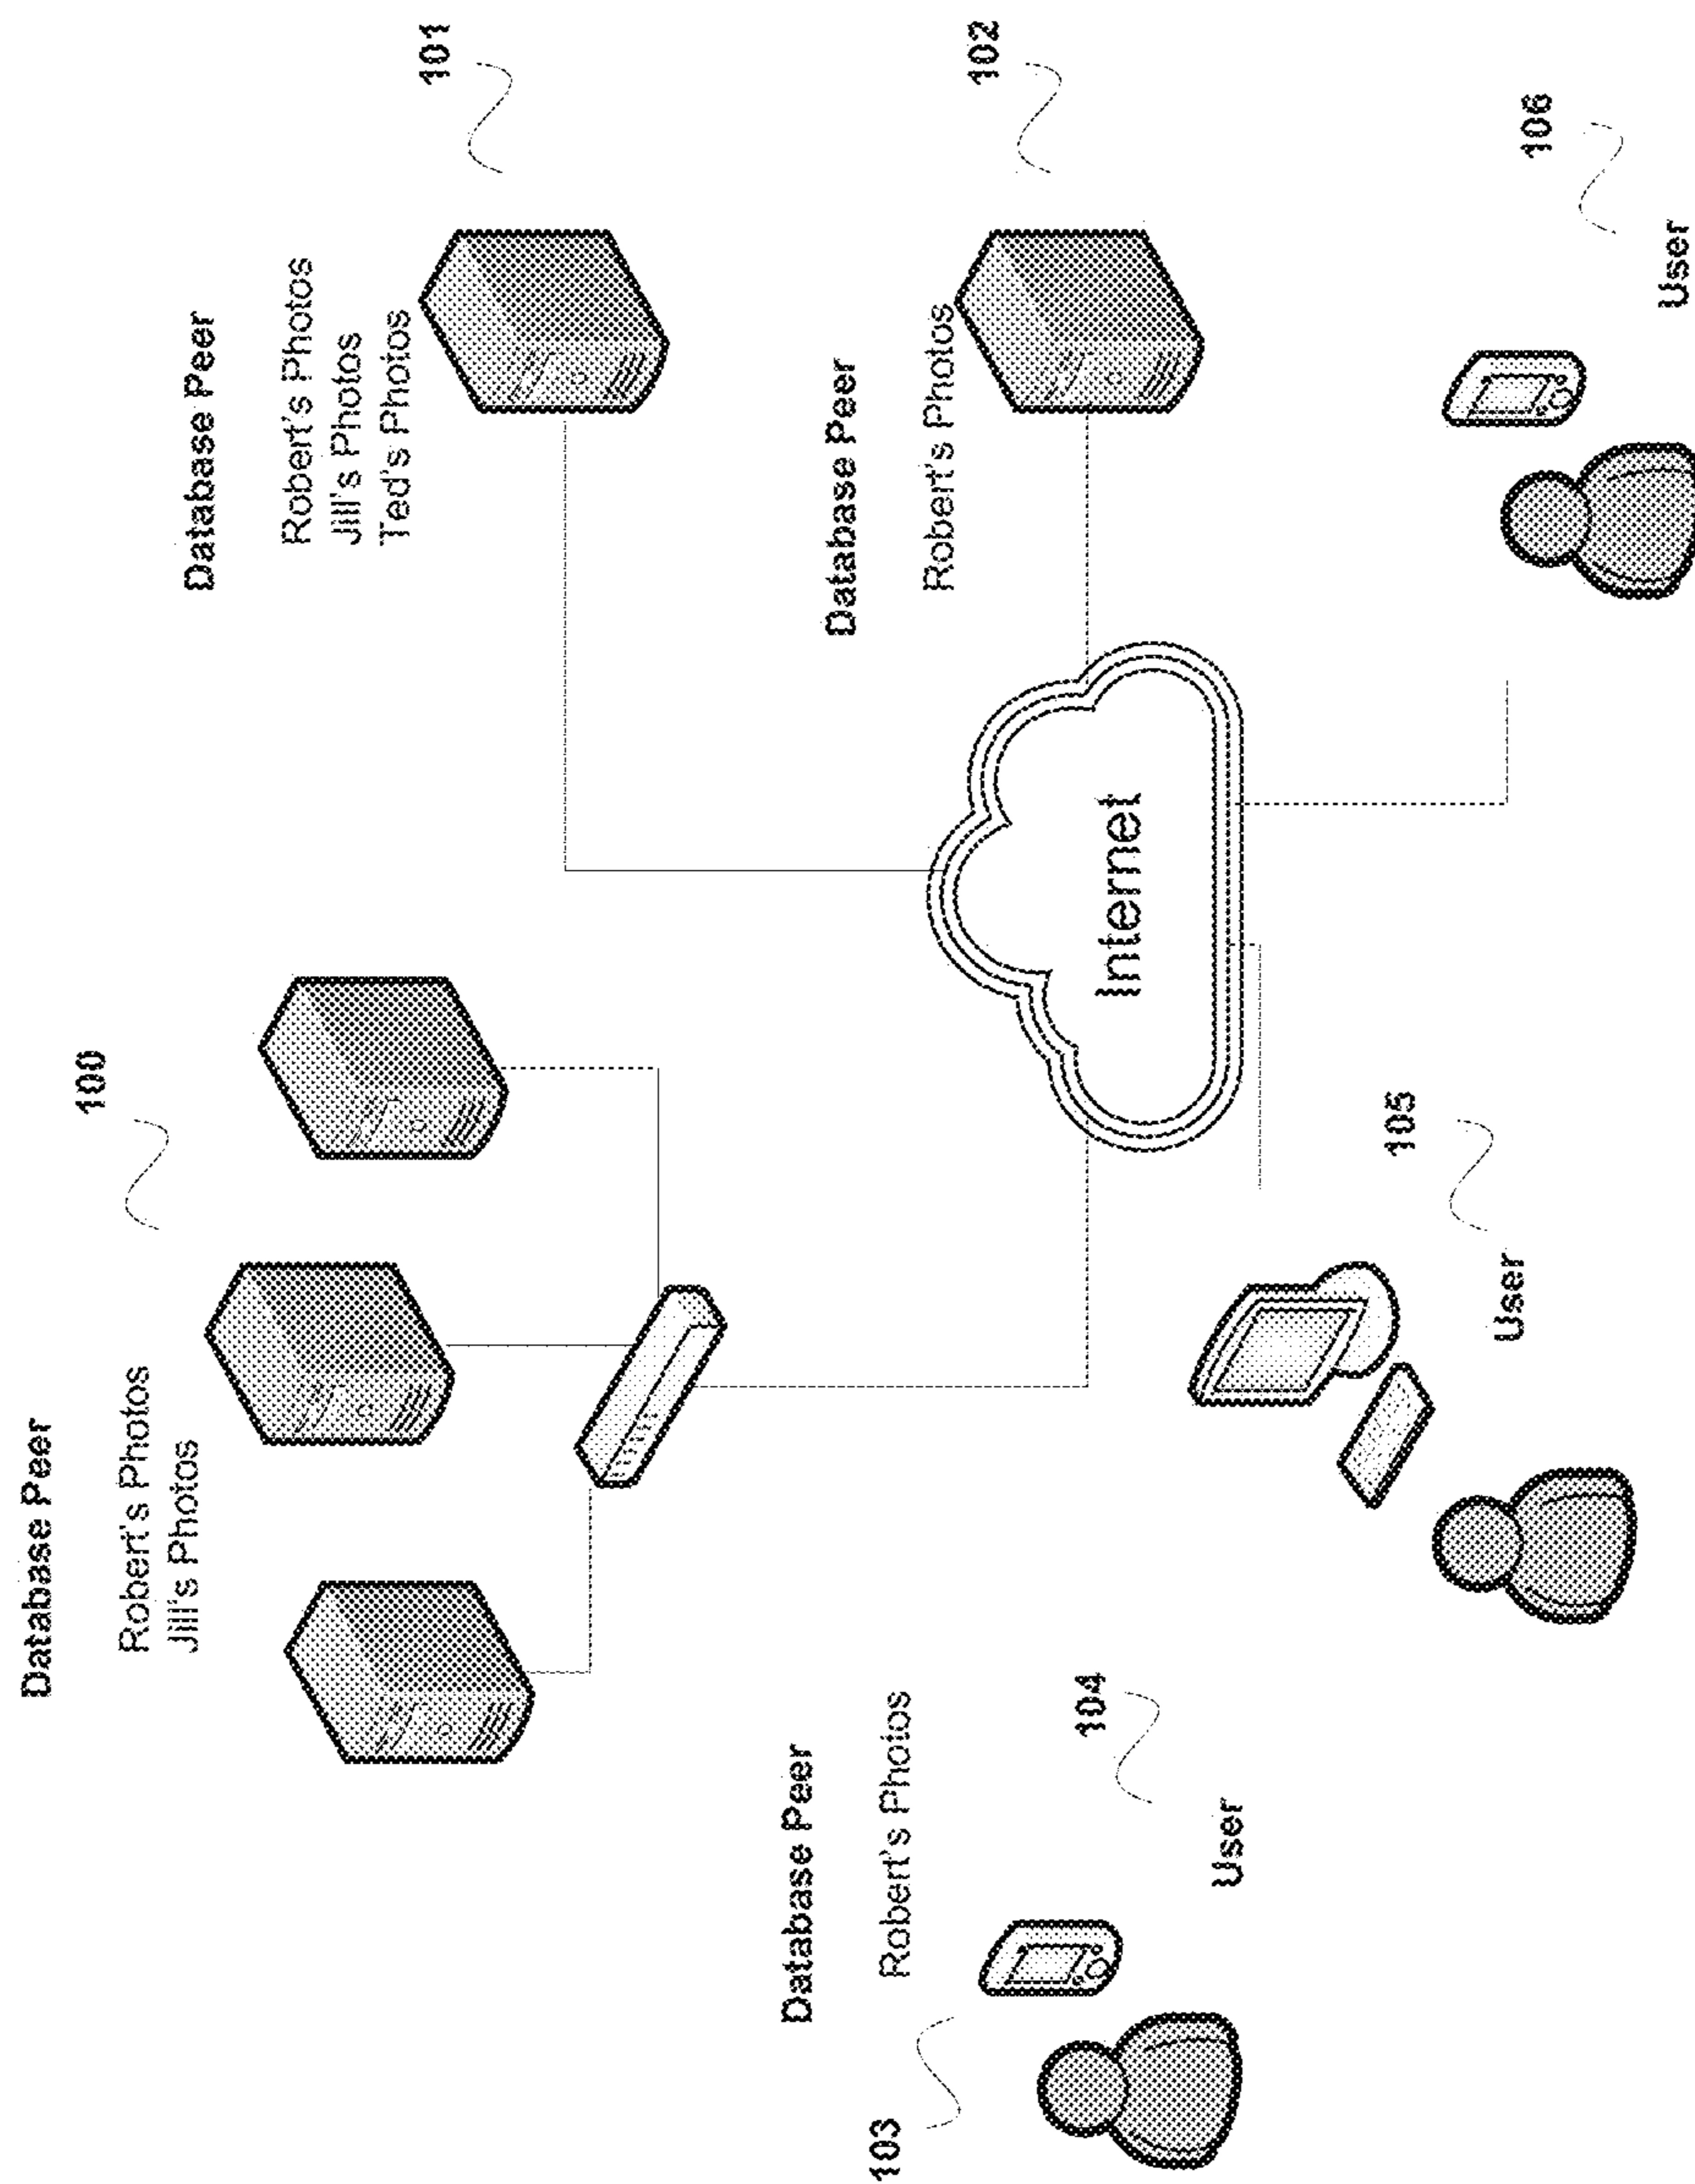 Database Peer
100
Robert's Photos
Jill's Photos
Database Peer
101
Robert's Photos
Jill's Photos
Ted's Photos
Database Peer
Robert's Photos
103
104
User
Internet
Database Peer
102
Robert's Photos
105
User
106
User